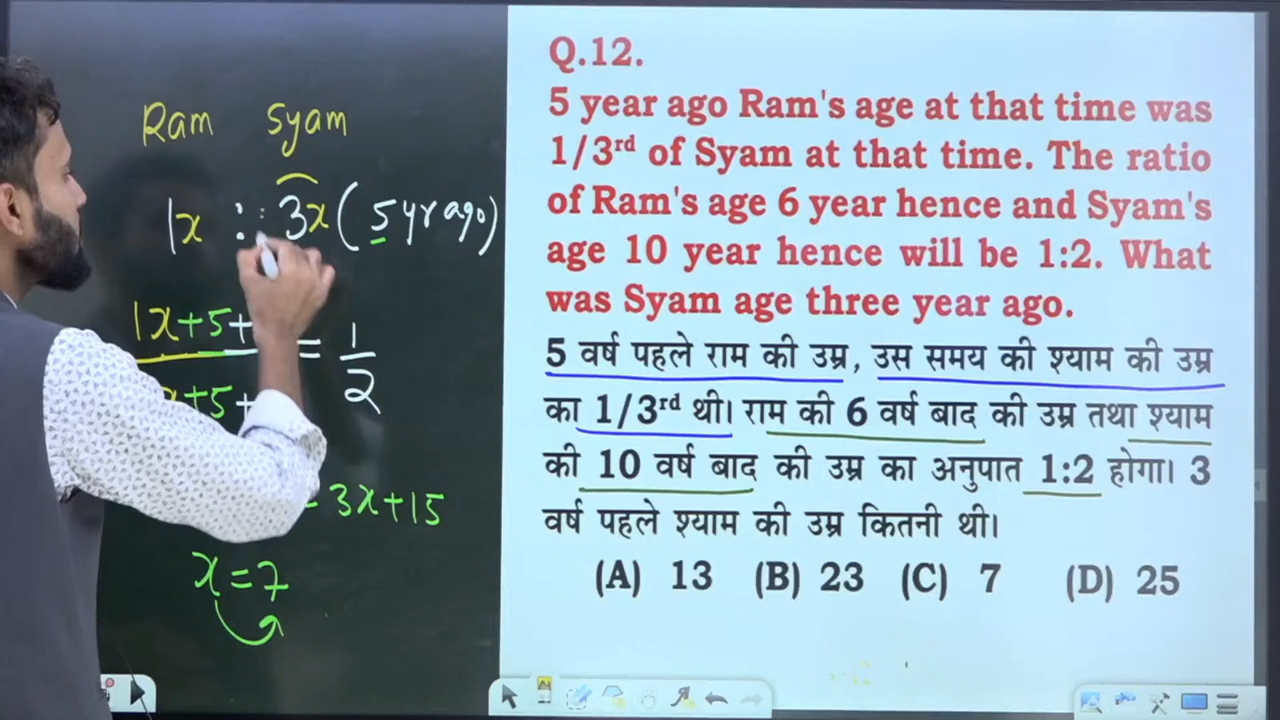 Ram Syam
1x : 3x (5yr ago)
1x+5+
x+5+
= 1/2
= 3x+15
x=7
Q.12.
5 year ago Ram's age at that time was
1/3rd of Syam at that time. The ratio
of Ram's age 6 year hence and Syam's
age 10 year hence will be 1:2. What
was Syam age three year ago.
5 वर्ष पहले राम की उम्र, उस समय की श्याम की उम्र
का 1/3rd थी। राम की 6 वर्ष बाद की उम्र तथा श्याम
की 10 वर्ष बाद की उम्र का अनुपात 1:2 होगा। 3
वर्ष पहले श्याम की उम्र कितनी थी।
(A) 13 (B) 23 (C) 7 (D) 25